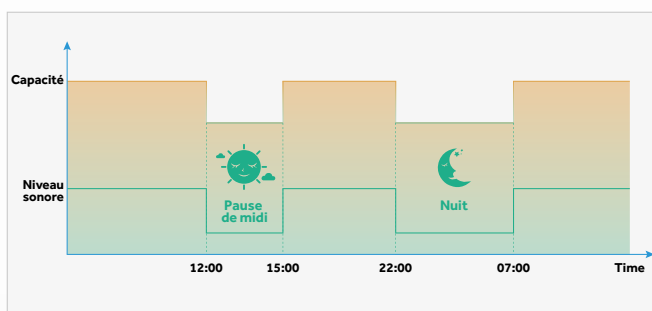 Capacité
Niveau
sonore
Pause
de midi
Nuit
12:00
15:00
22:00
07:00
Time